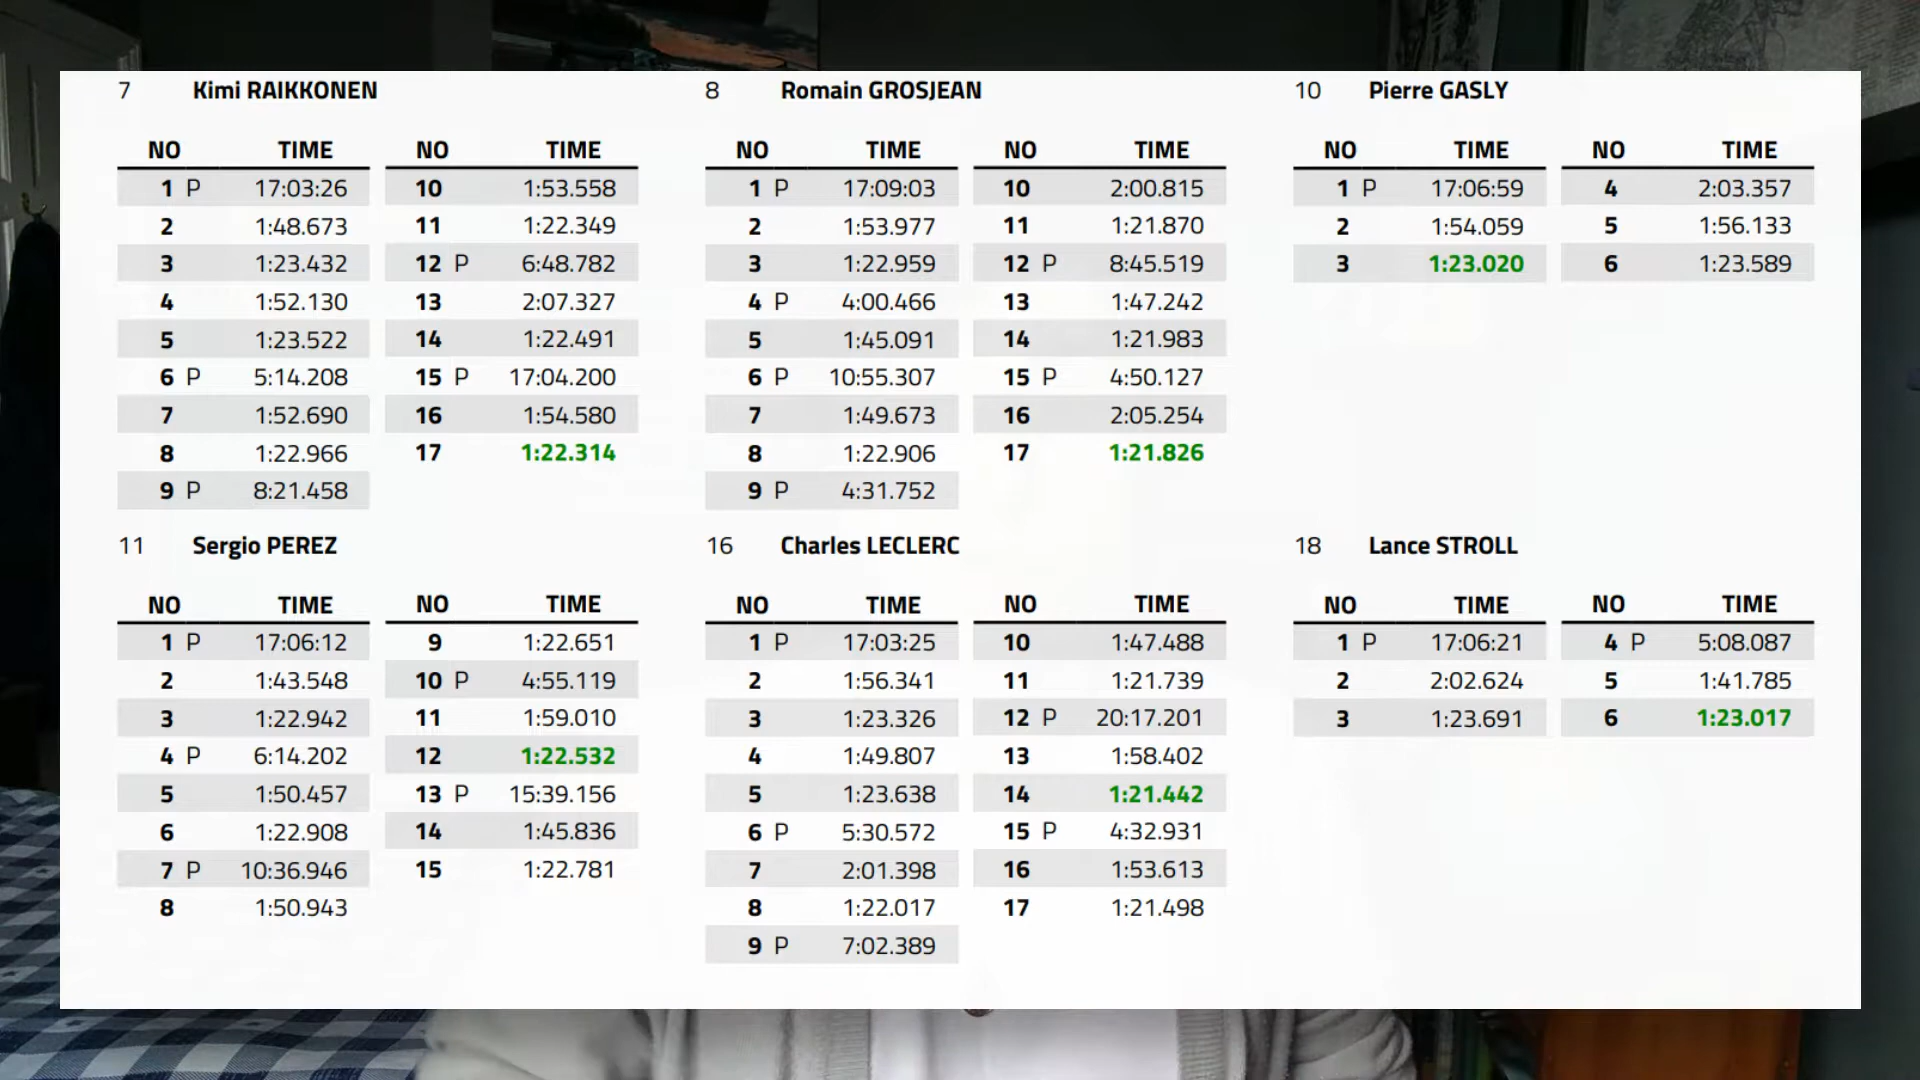 7 Kimi RAIKKONEN
NO TIME NO TIME
1 P 17:03:26 10 1:53.558
2 1:48.673 11 1:22.349
3 1:23.432 12 P 6:48.782
4 1:52.130 13 2:07.327
5 1:23.522 14 1:22.491
6 P 5:14.208 15 P 17:04.200
7 1:52.690 16 1:54.580
8 1:22.966 17 1:22.314
9 P 8:21.458
8 Romain GROSJEAN
NO TIME NO TIME
1 P 17:09:03 10 2:00.815
2 1:53.977 11 1:21.870
3 1:22.959 12 P 8:45.519
4 P 4:00.466 13 1:47.242
5 1:45.091 14 1:21.983
6 P 10:55.307 15 P 4:50.127
7 1:49.673 16 2:05.254
8 1:22.906 17 1:21.826
9 P 4:31.752
10 Pierre GASLY
NO TIME NO TIME
1 P 17:06:59 4 2:03.357
2 1:54.059 5 1:56.133
3 1:23.020 6 1:23.589
11 Sergio PEREZ
NO TIME NO TIME
1 P 17:06:12 9 1:22.651
2 1:43.548 10 P 4:55.119
3 1:22.942 11 1:59.010
4 P 6:14.202 12 1:22.532
5 1:50.457 13 P 15:39.156
6 1:22.908 14 1:45.836
7 P 10:36.946 15 1:22.781
8 1:50.943
16 Charles LECLERC
NO TIME NO TIME
1 P 17:03:25 10 1:47.488
2 1:56.341 11 1:21.739
3 1:23.326 12 P 20:17.201
4 1:49.807 13 1:58.402
5 1:23.638 14 1:21.442
6 P 5:30.572 15 P 4:32.931
7 2:01.398 16 1:53.613
8 1:22.017 17 1:21.498
9 P 7:02.389
18 Lance STROLL
NO TIME NO TIME
1 P 17:06:21 4 P 5:08.087
2 2:02.624 5 1:41.785
3 1:23.691 6 1:23.017